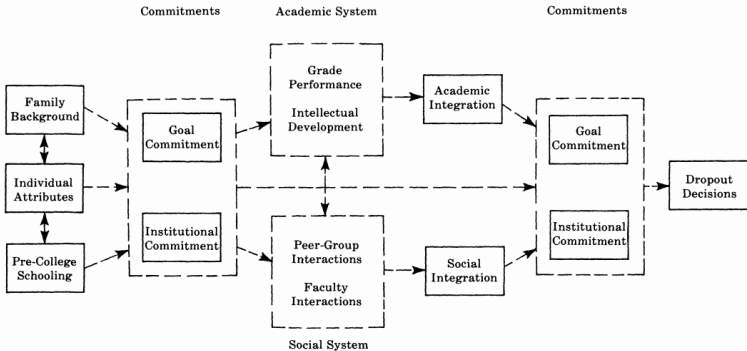 Commitments
Academic System
Commitments
Family
Background
Individual
Attributes
Pre-College
Schooling
Goal
Commitment
Institutional
Commitment
Grade
Performance
Intellectual
Development
Peer-Group
Interactions
Faculty
Interactions
Social System
Academic
Integration
Social
Integration
Goal
Commitment
Institutional
Commitment
Dropout
Decisions